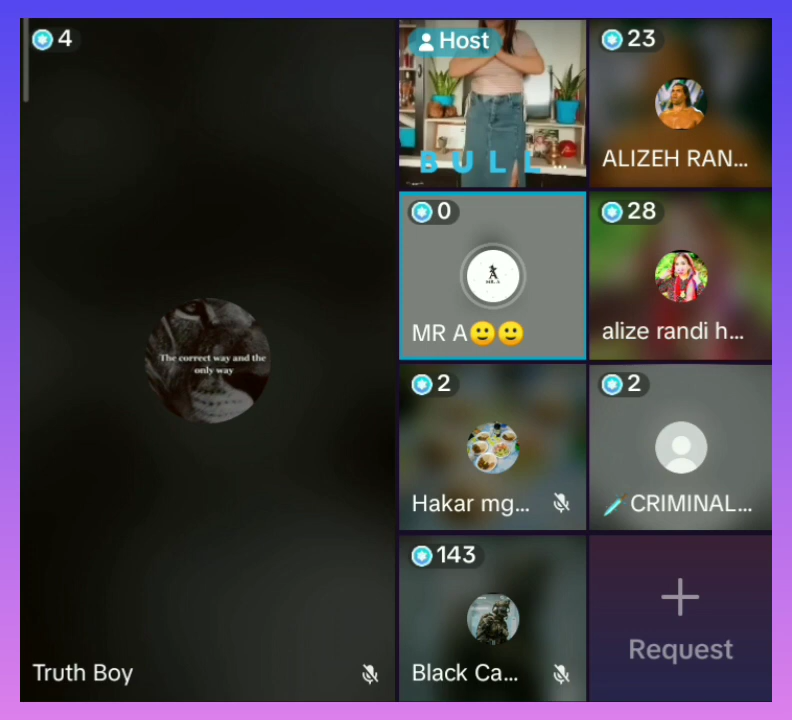 4
The correct way and the
only way
Truth Boy
Host
BULL...
23
ALIZEH RAN...
0
MR. A
MR A🙂🙂
28
alize randi h...
2
Hakar mg...
2
🗡️CRIMINAL...
143
Black Ca...
Request